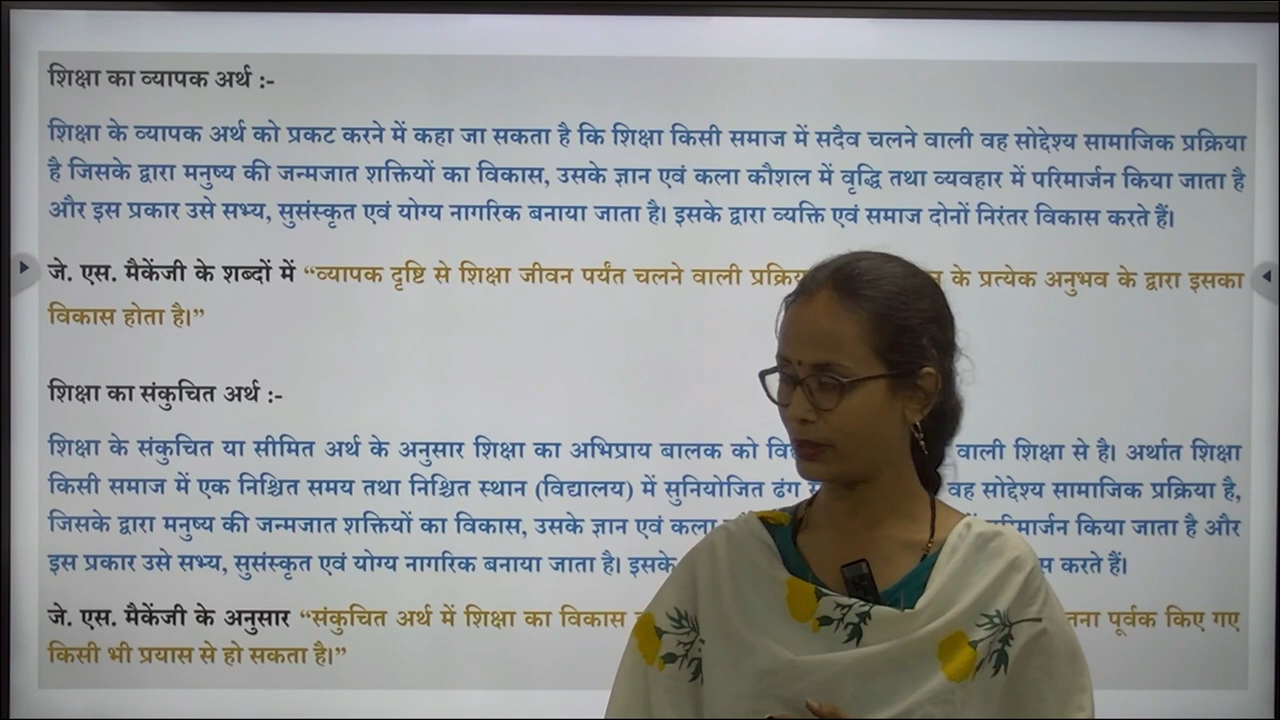 शिक्षा का व्यापक अर्थ :-
शिक्षा के व्यापक अर्थ को प्रकट करने में कहा जा सकता है कि शिक्षा किसी समाज में सदैव चलने वाली वह सोद्देश्य सामाजिक प्रक्रिया
है जिसके द्वारा मनुष्य की जन्मजात शक्तियों का विकास, उसके ज्ञान एवं कला कौशल में वृद्धि तथा व्यवहार में परिमार्जन किया जाता है
और इस प्रकार उसे सभ्य, सुसंस्कृत एवं योग्य नागरिक बनाया जाता है। इसके द्वारा व्यक्ति एवं समाज दोनों निरंतर विकास करते हैं।
जे. एस. मैकेंजी के शब्दों में “व्यापक दृष्टि से शिक्षा जीवन पर्यंत चलने वाली के प्रत्येक अनुभव के द्वारा इसका
विकास होता है।”
शिक्षा का संकुचित अर्थ :-
शिक्षा के संकुचित या सीमित अर्थ के अनुसार शिक्षा का अभिप्राय बालक को वाली शिक्षा से है। अर्थात शिक्षा
किसी समाज में एक निश्चित समय तथा निश्चित स्थान (विद्यालय) में सुनियोजित ढंग वह सोद्देश्य सामाजिक प्रक्रिया है,
जिसके द्वारा मनुष्य की जन्मजात शक्तियों का विकास, उसके ज्ञान एवं कला किया जाता है और
इस प्रकार उसे सभ्य, सुसंस्कृत एवं योग्य नागरिक बनाया जाता है। इसके करते हैं।
जे. एस. मैकेंजी के अनुसार “संकुचित अर्थ में शिक्षा का विकास पूर्वक किए गए
किसी भी प्रयास से हो सकता है।”